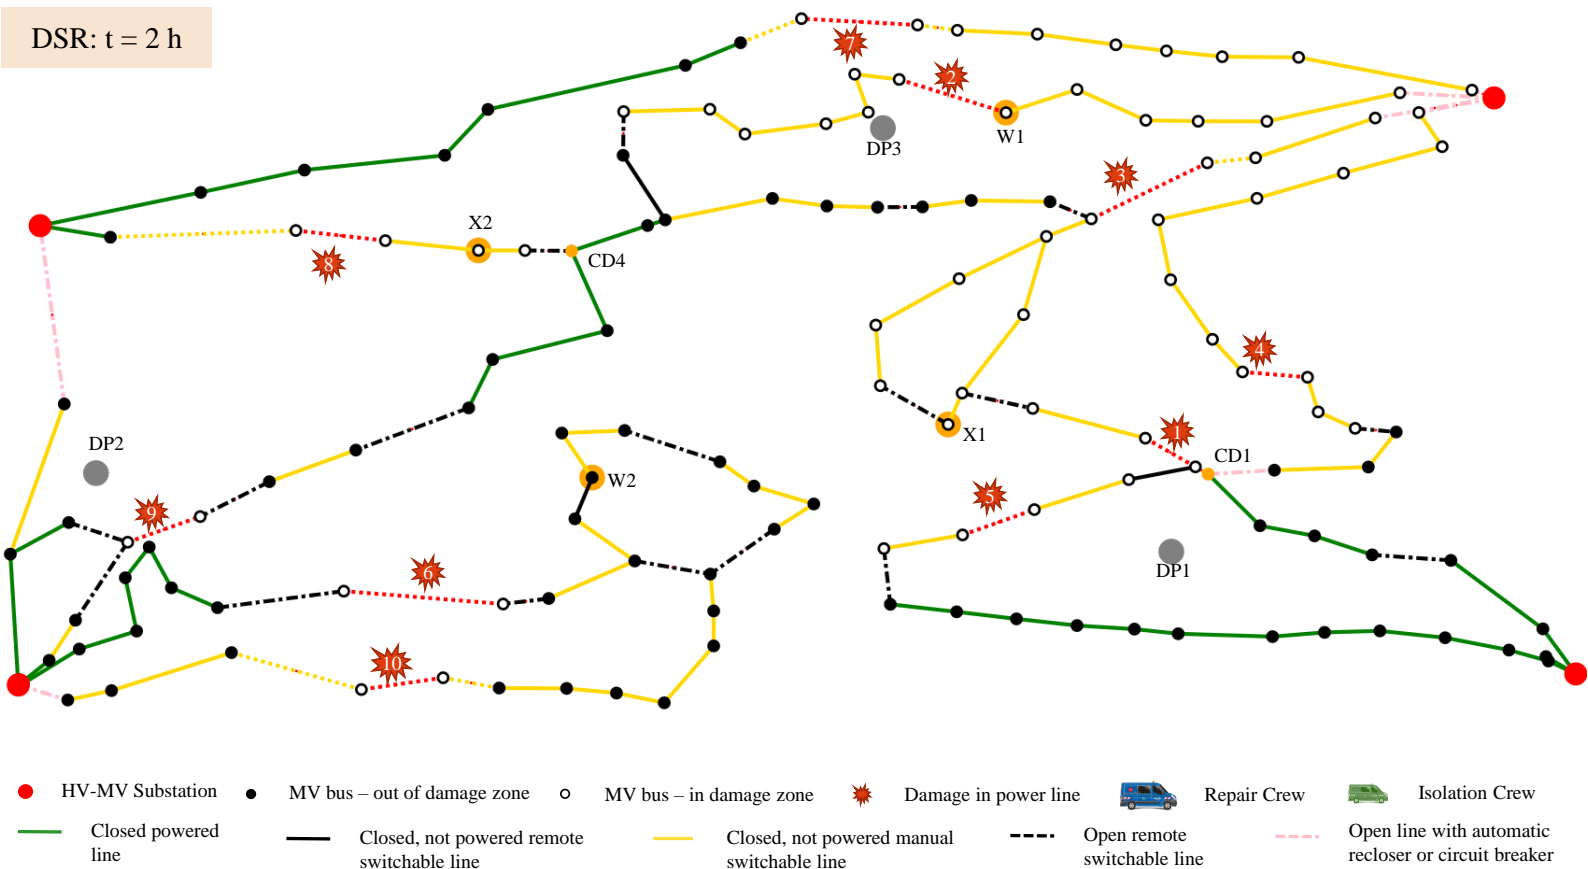 DSR: t = 2 h
7
2
DP3
W1
3
X2
8
CD4
4
DP2
X1
1
CD1
W2
5
9
DP1
6
10
HV-MV Substation
MV bus – out of damage zone
MV bus – in damage zone
Damage in power line
Repair Crew
Isolation Crew
Closed powered
line
Closed, not powered remote
switchable line
Closed, not powered manual
switchable line
Open remote
switchable line
Open line with automatic
recloser or circuit breaker